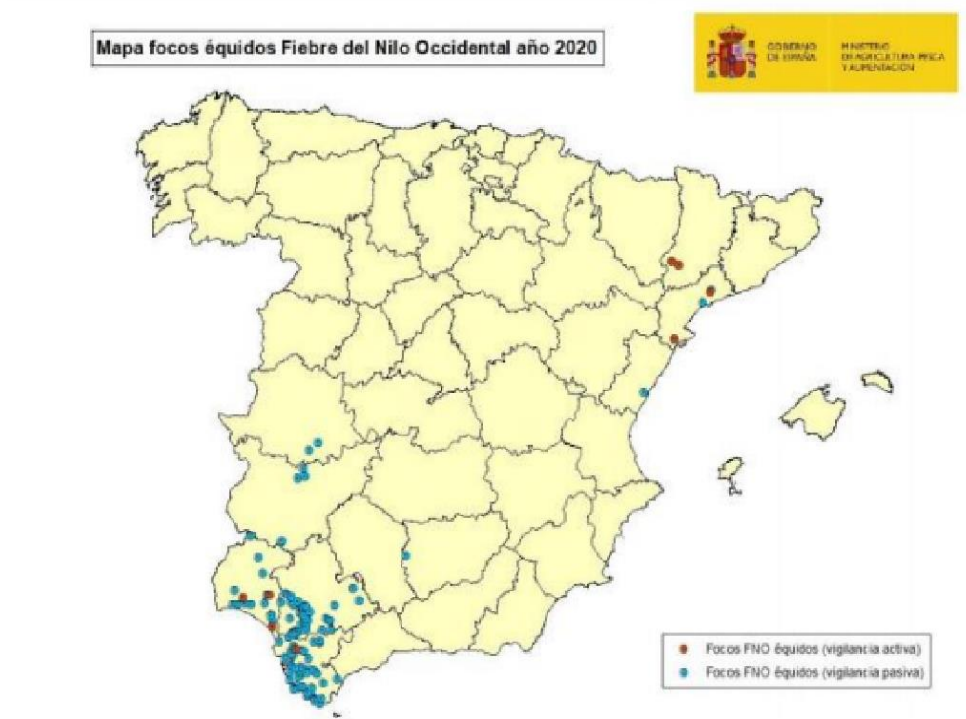 Mapa focos équidos Fiebre del Nilo Occidental año 2020
GOBIERNO
DE ESPAÑA
MINISTERIO
DE AGRICULTURA, PESCA
Y ALIMENTACIÓN
Focos FNO équidos (vigilancia activa)
Focos FNO équidos (vigilancia pasiva)